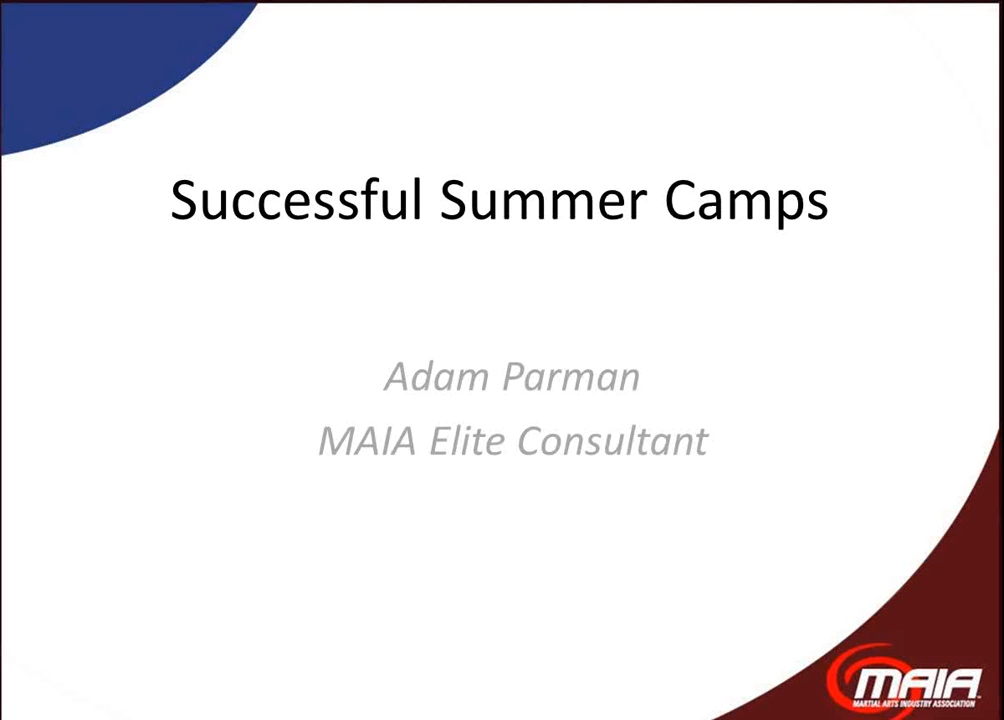 Successful Summer Camps
Adam Parman
MAIA Elite Consultant
MAIA
MARTIAL ARTS INDUSTRY ASSOCIATION